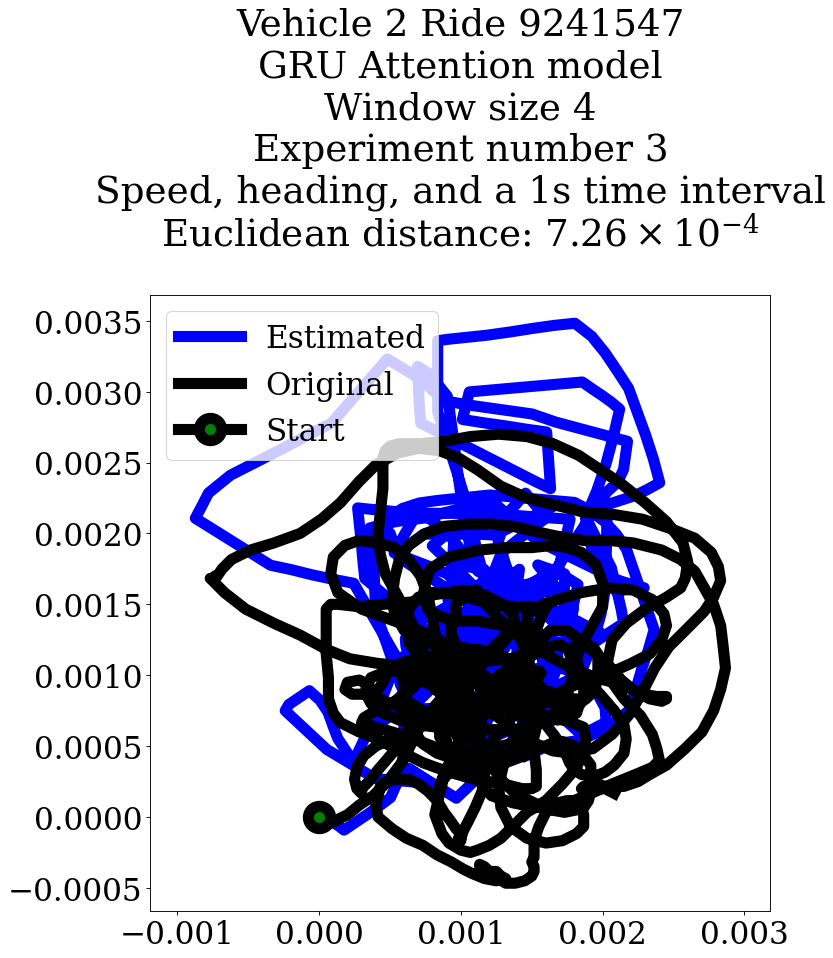 Vehicle 2 Ride 9241547
GRU Attention model
Window size 4
Experiment number 3
Speed, heading, and a 1s time interval
Euclidean distance: 7.26 × 10⁻⁴
Estimated
Original
Start
0.0035
0.0030
0.0025
0.0020
0.0015
0.0010
0.0005
0.0000
−0.0005
−0.001 0.000 0.001 0.002 0.003